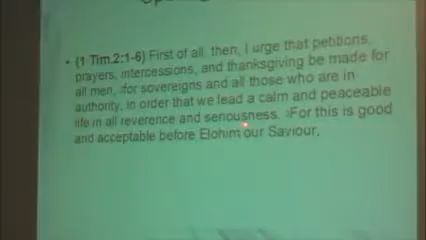 • (1 Tim.2:1-6) First of all, then, I urge that petitions,
prayers, intercessions, and thanksgiving be made for
all men, for sovereigns and all those who are in
authority, in order that we lead a calm and peaceable
life in all reverence and seriousness. For this is good
and acceptable before Elohim our Saviour,